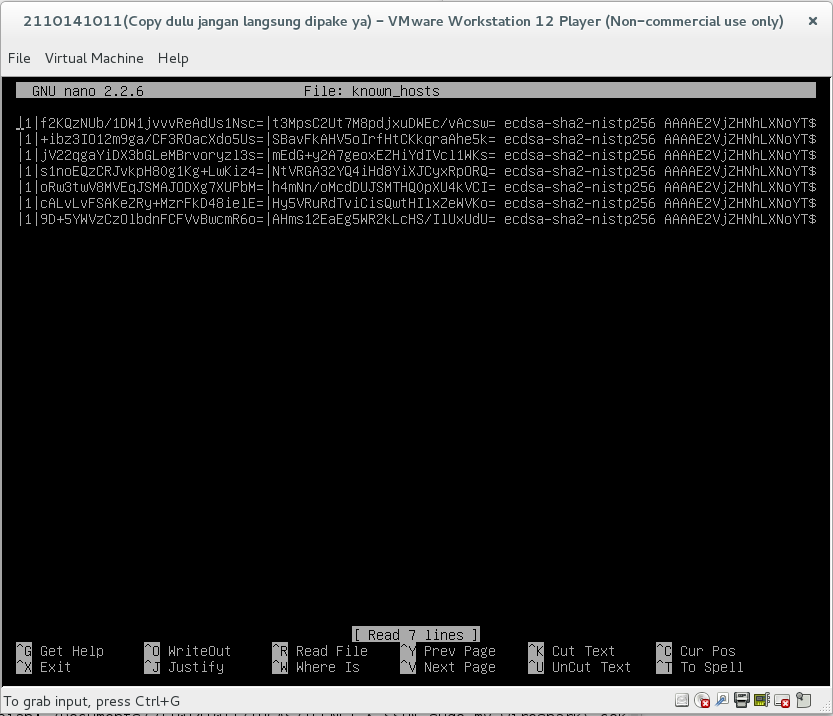 2110141011(Copy dulu jangan langsung dipake ya) - VMware Workstation 12 Player (Non-commercial use only) ×
File Virtual Machine Help
GNU nano 2.2.6 File: known_hosts
|1|f2KQzNUb/1DW1jvvvReAdUs1Nsc=|t3MpsC2Ut7M8pdjxuDWEc/vAcsw= ecdsa-sha2-nistp256 AAAAE2VjZHNhLXNoYT$
|1|+ibz3IO12m9ga/CF3ROacXdo5Us=|SBavFkAHV5oIrfHtCKkqraAhe5k= ecdsa-sha2-nistp256 AAAAE2VjZHNhLXNoYT$
|1|jV22qgaYiDX3bGLeMBrvoryzl3s=|mEdG+y2A7geoxEZHiYdIVcl1WKs= ecdsa-sha2-nistp256 AAAAE2VjZHNhLXNoYT$
|1|s1noEQzCRJvkpH80g1Kg+LwKiz4=|NtVRGA32YQ4iHd8YiXJCyxRpORQ= ecdsa-sha2-nistp256 AAAAE2VjZHNhLXNoYT$
|1|oRw3twV8MVEqJSMAJODXg7XUPbM=|h4mNn/oMcdDUJSMTHQ0pXU4kVCI= ecdsa-sha2-nistp256 AAAAE2VjZHNhLXNoYT$
|1|cALvLvFSAKeZRy+MzrFkD48ielE=|Hy5VRuRdTviCisQwtHIlxZeWVKo= ecdsa-sha2-nistp256 AAAAE2VjZHNhLXNoYT$
|1|9D+5YWVzCzOlbdnFCFVvBwcmR6o=|AHms12EaEg5WR2kLcHS/IlUxUdU= ecdsa-sha2-nistp256 AAAAE2VjZHNhLXNoYT$
[ Read 7 lines ]
^G Get Help ^O WriteOut ^R Read File ^Y Prev Page ^K Cut Text ^C Cur Pos
^X Exit ^J Justify ^W Where Is ^V Next Page ^U UnCut Text ^T To Spell
To grab input, press Ctrl+G